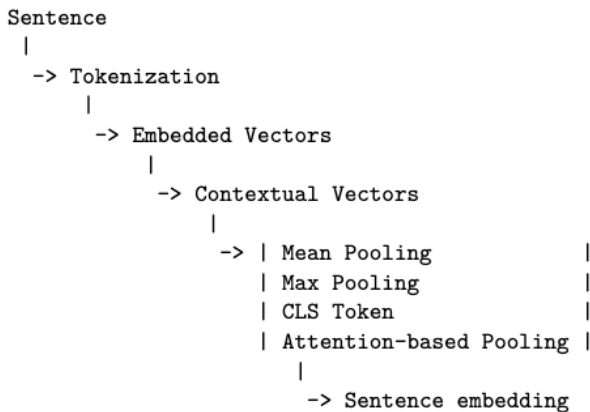 Sentence
 |
  -> Tokenization
      |
       -> Embedded Vectors
           |
            -> Contextual Vectors
                |
                 -> | Mean Pooling            |
                    | Max Pooling             |
                    | CLS Token               |
                    | Attention-based Pooling |
                       |
                        -> Sentence embedding